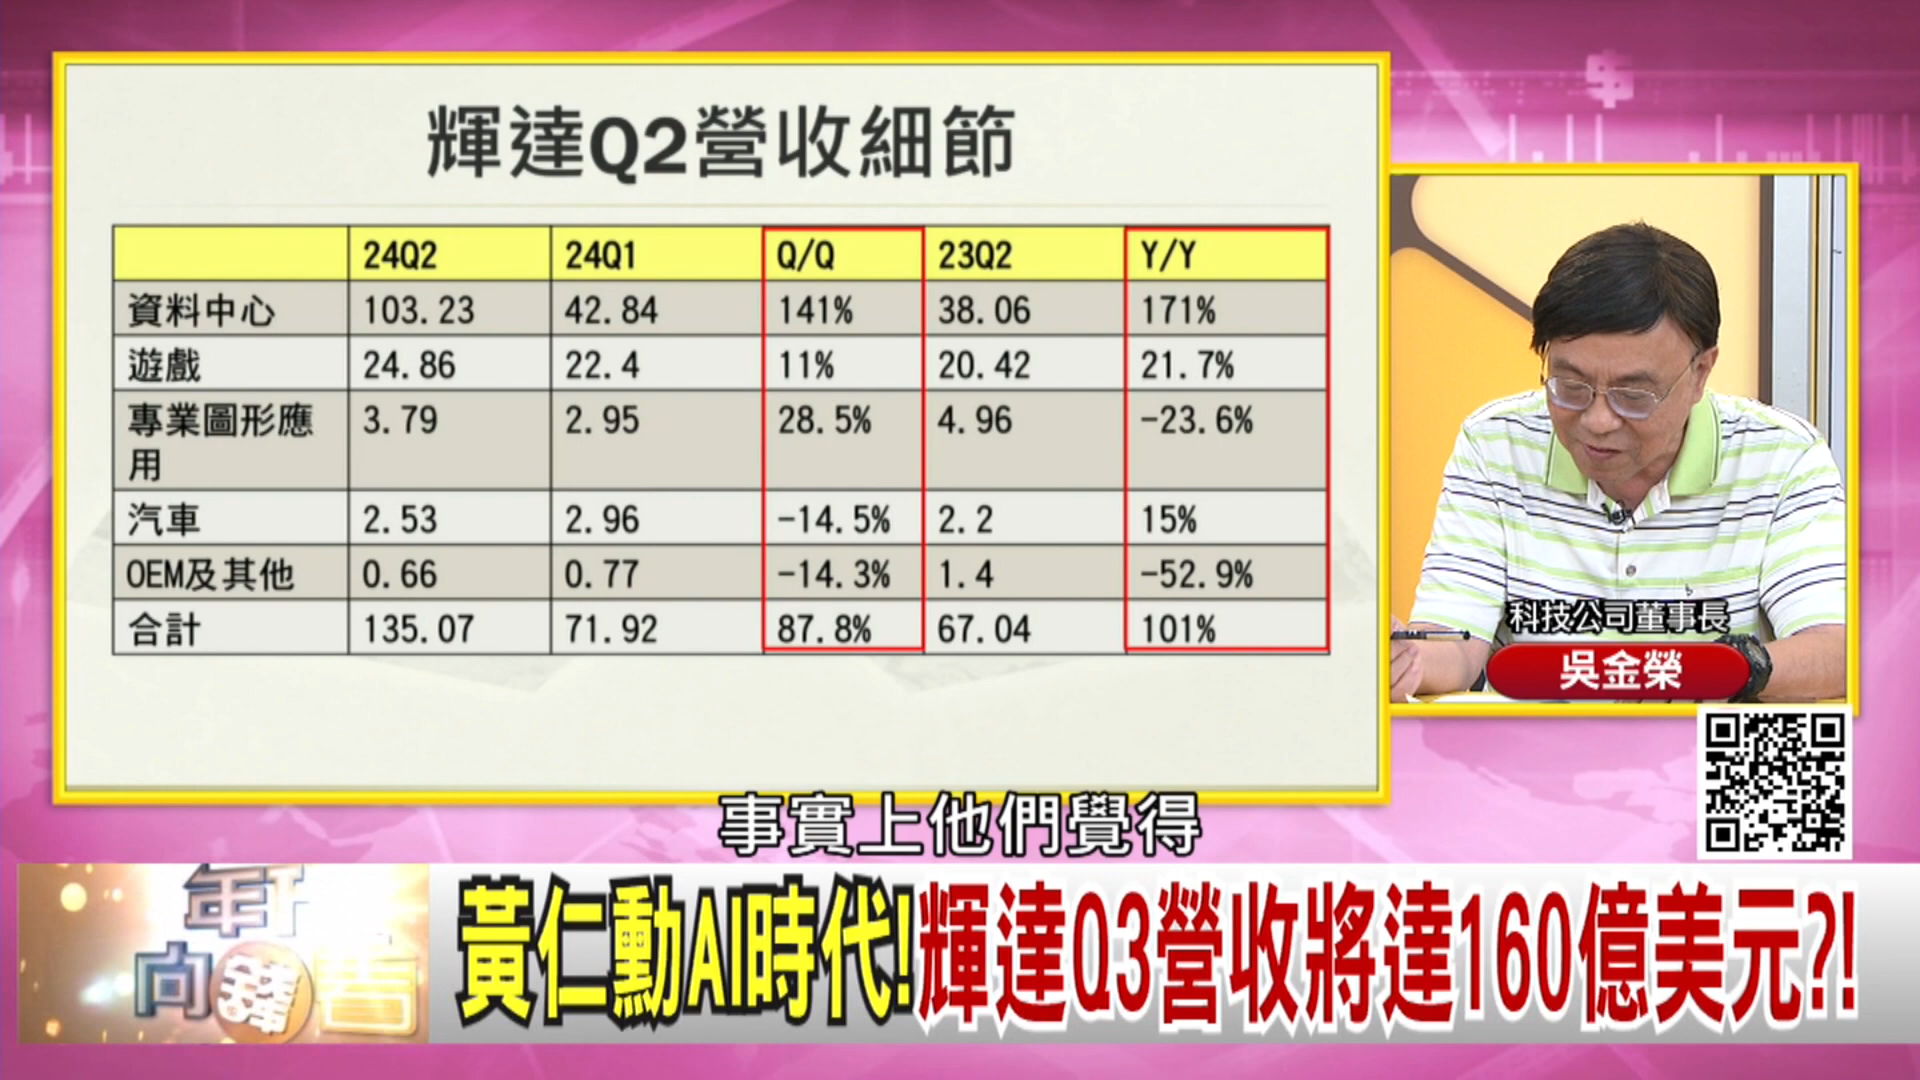 輝達Q2營收細節
24Q2 24Q1 Q/Q 23Q2 Y/Y
資料中心 103.23 42.84 141% 38.06 171%
遊戲 24.86 22.4 11% 20.42 21.7%
專業圖形應 3.79 2.95 28.5% 4.96 -23.6%
用
汽車 2.53 2.96 -14.5% 2.2 15%
OEM及其他 0.66 0.77 -14.3% 1.4 -52.9%
合計 135.07 71.92 87.8% 67.04 101%
科技公司董事長
吳金榮
事實上他們覺得
向錢看
黃仁勳AI時代!輝達Q3營收將達160億美元?!